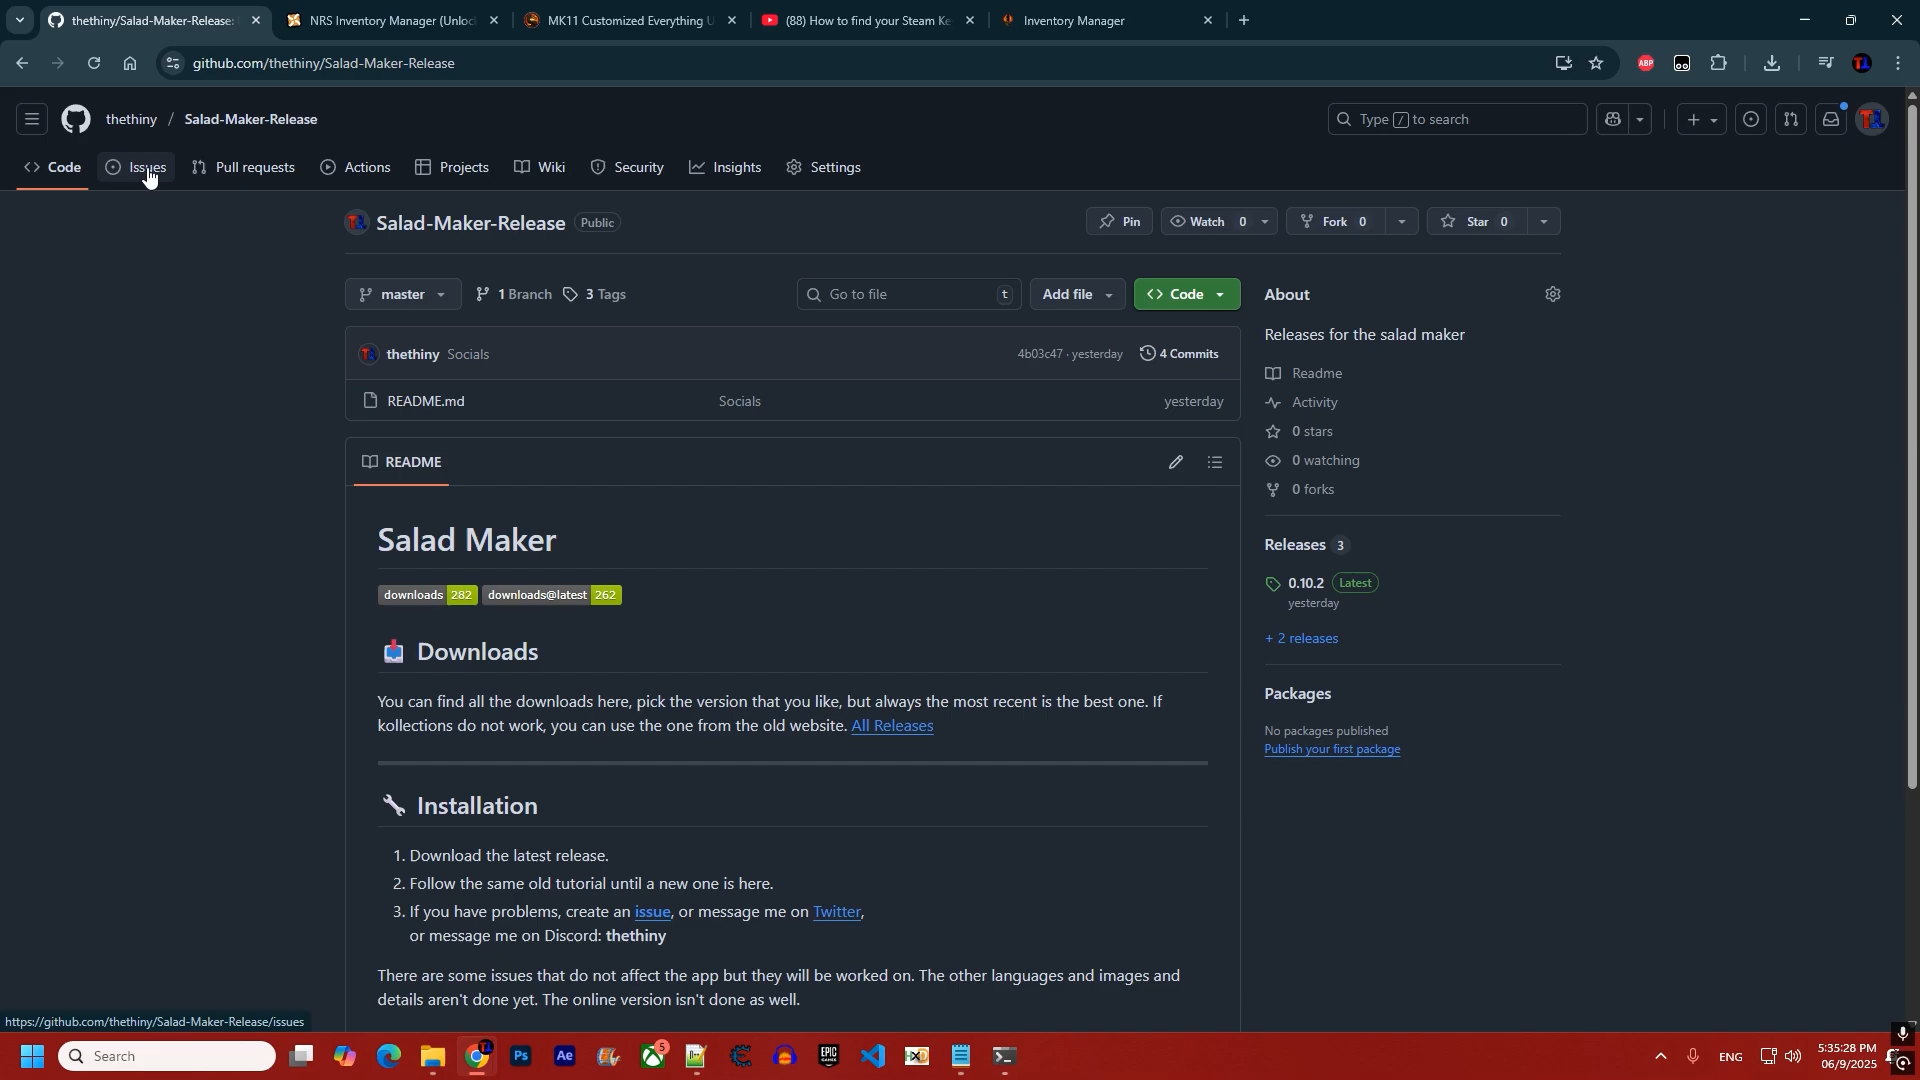 thethiny/Salad-Maker-Release:
NRS Inventory Manager (Unlo
MK11 Customized Everything U
(88) How to find your Steam Ke
Inventory Manager
github.com/thethiny/Salad-Maker-Release
ABP
thethiny / Salad-Maker-Release
Type / to search
Code
Issues
Pull requests
Actions
Projects
Wiki
Security
Insights
Settings
Salad-Maker-Release Public
Pin
Watch 0
Fork 0
Star 0
master
1 Branch
3 Tags
Go to file t
Add file
Code
thethiny Socials
4b03c47 · yesterday
4 Commits
README.md
Socials
yesterday
README
Salad Maker
downloads 282
downloads@latest 262
Downloads
You can find all the downloads here, pick the version that you like, but always the most recent is the best one. If
kollections do not work, you can use the one from the old website. All Releases
Installation
1. Download the latest release.
2. Follow the same old tutorial until a new one is here.
3. If you have problems, create an issue, or message me on Twitter,
or message me on Discord: thethiny
There are some issues that do not affect the app but they will be worked on. The other languages and images and
details aren't done yet. The online version isn't done as well.
About
Releases for the salad maker
Readme
Activity
0 stars
0 watching
0 forks
Releases 3
0.10.2 Latest
yesterday
+ 2 releases
Packages
No packages published
Publish your first package
https://github.com/thethiny/Salad-Maker-Release/issues
Search
Ps
Ae
5
EPIC
GAMES
HXD
ENG
5:35:28 PM
06/9/2025